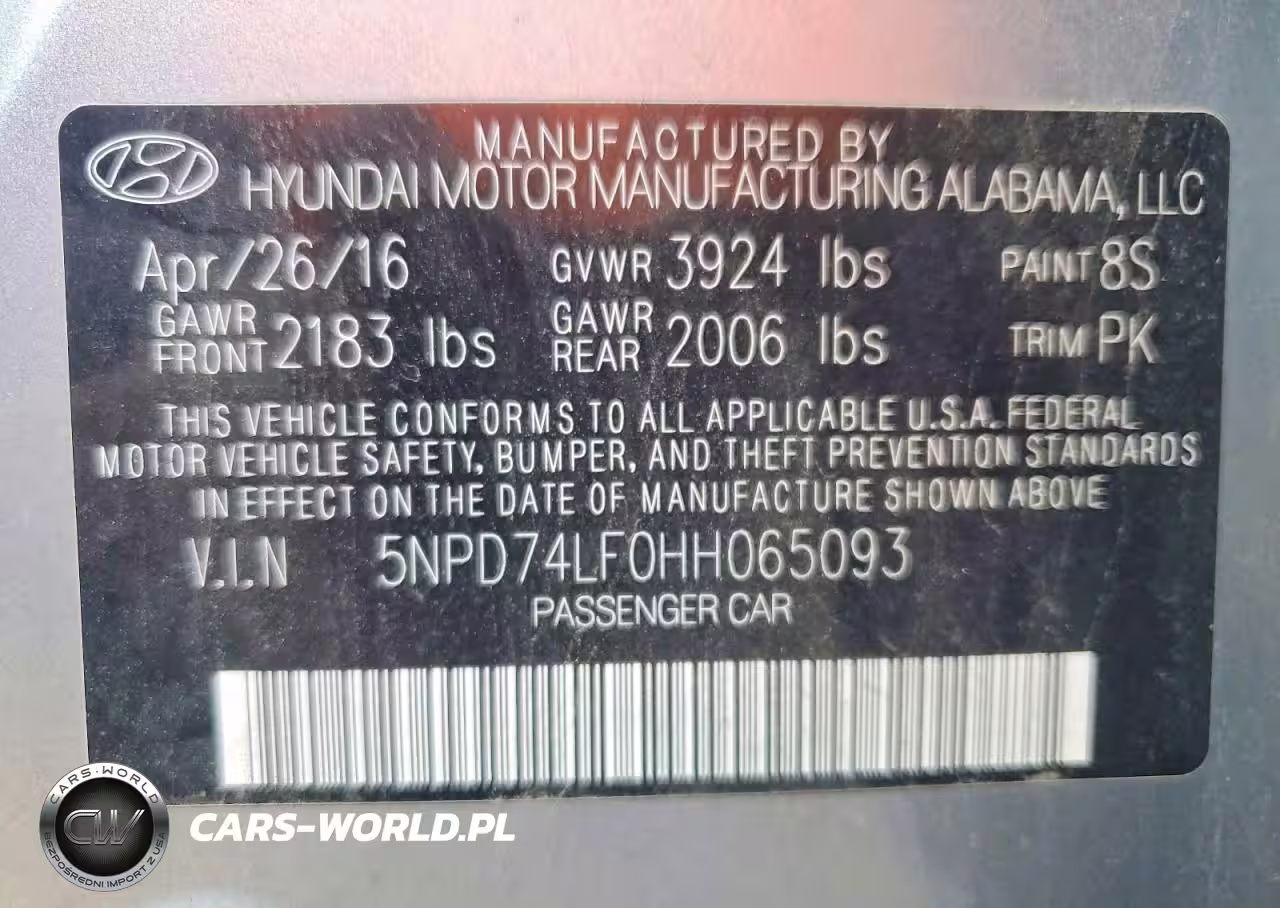 MANUFACTURED BY
HYUNDAI MOTOR MANUFACTURING ALABAMA, LLC
Apr/26/16 GVWR 3924 lbs PAINT 8S
GAWR FRONT 2183 lbs GAWR REAR 2006 lbs TRIM PK
THIS VEHICLE CONFORMS TO ALL APPLICABLE U.S.A. FEDERAL
MOTOR VEHICLE SAFETY, BUMPER, AND THEFT PREVENTION STANDARDS
IN EFFECT ON THE DATE OF MANUFACTURE SHOWN ABOVE
V.I.N 5NPD74LF0HH065093
PASSENGER CAR
CARS-WORLD
CW
BEZPOŚREDNI IMPORT Z USA
CARS-WORLD.PL